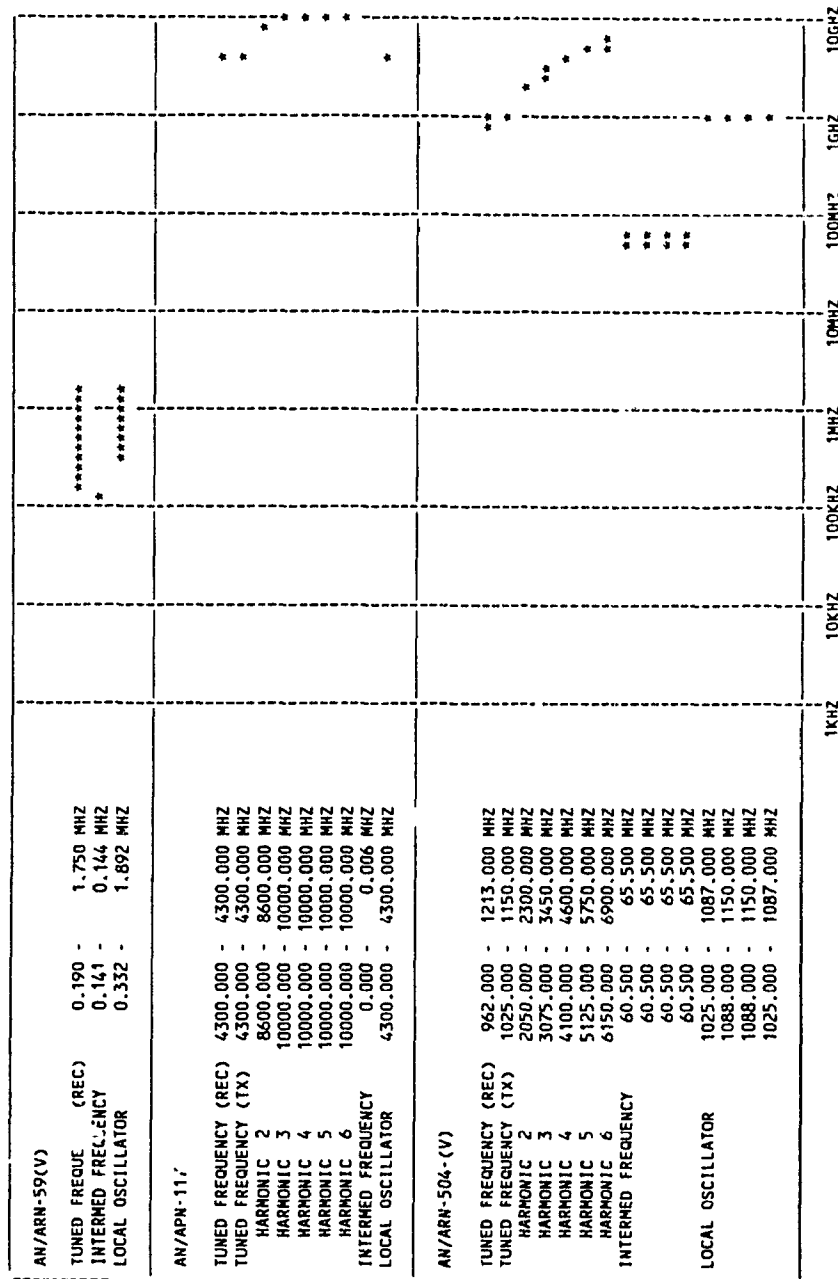 AN/ARN-59(V)
TUNED FREQUE (REC) 0.190 - 1.750 MHZ
INTERMED 0.141 - 0.144 MHZ
LOCAL OSCILLATOR 0.332 - 1.892 MHZ
TUNED FREQUENCY (REC) 4300.000 - 4300.000 MHZ
TUNED FREQUENCY (TX) 4300.000 - 4300.000 MHZ
HARMONIC 2 8600.000 - 8600.000 MHZ
HARMONIC 3 10000.000 - 10000.000 MHZ
HARMONIC 4 10000.000 - 10000.000 MHZ
HARMONIC 5 10000.000 - 10000.000 MHZ
HARMONIC 6 10000.000 - 10000.000 MHZ
INTERMED FREQUENCY 0.000 - 0.006 MHZ
LOCAL OSCILLATOR 4300.000 - 4300.000 MHZ
AN/ARN-504-(V)
TUNED FREQUENCY (REC) 962.000 - 1213.000 MHZ
TUNED FREQUENCY (TX) 1025.000 - 1150.000 MHZ
HARMONIC 2 2050.000 - 2300.000 MHZ
HARMONIC 3 3075.000 - 3450.000 MHZ
HARMONIC 4 4100.000 - 4600.000 MHZ
HARMONIC 5 5125.000 - 5750.000 MHZ
HARMONIC 6 6150.000 - 6900.000 MHZ
INTERMED FREQUENCY 60.500 - 65.500 MHZ
60.500 - 65.500 MHZ
60.500 - 65.500 MHZ
60.500 - 65.500 MHZ
LOCAL OSCILLATOR 1025.000 - 1087.000 MHZ
1088.000 - 1150.000 MHZ
1088.000 - 1150.000 MHZ
1025.000 - 1087.000 MHZ
1KHZ 10KHZ 100KHZ 1MHZ 10MHZ 100MHZ 1GHZ 10GHZ